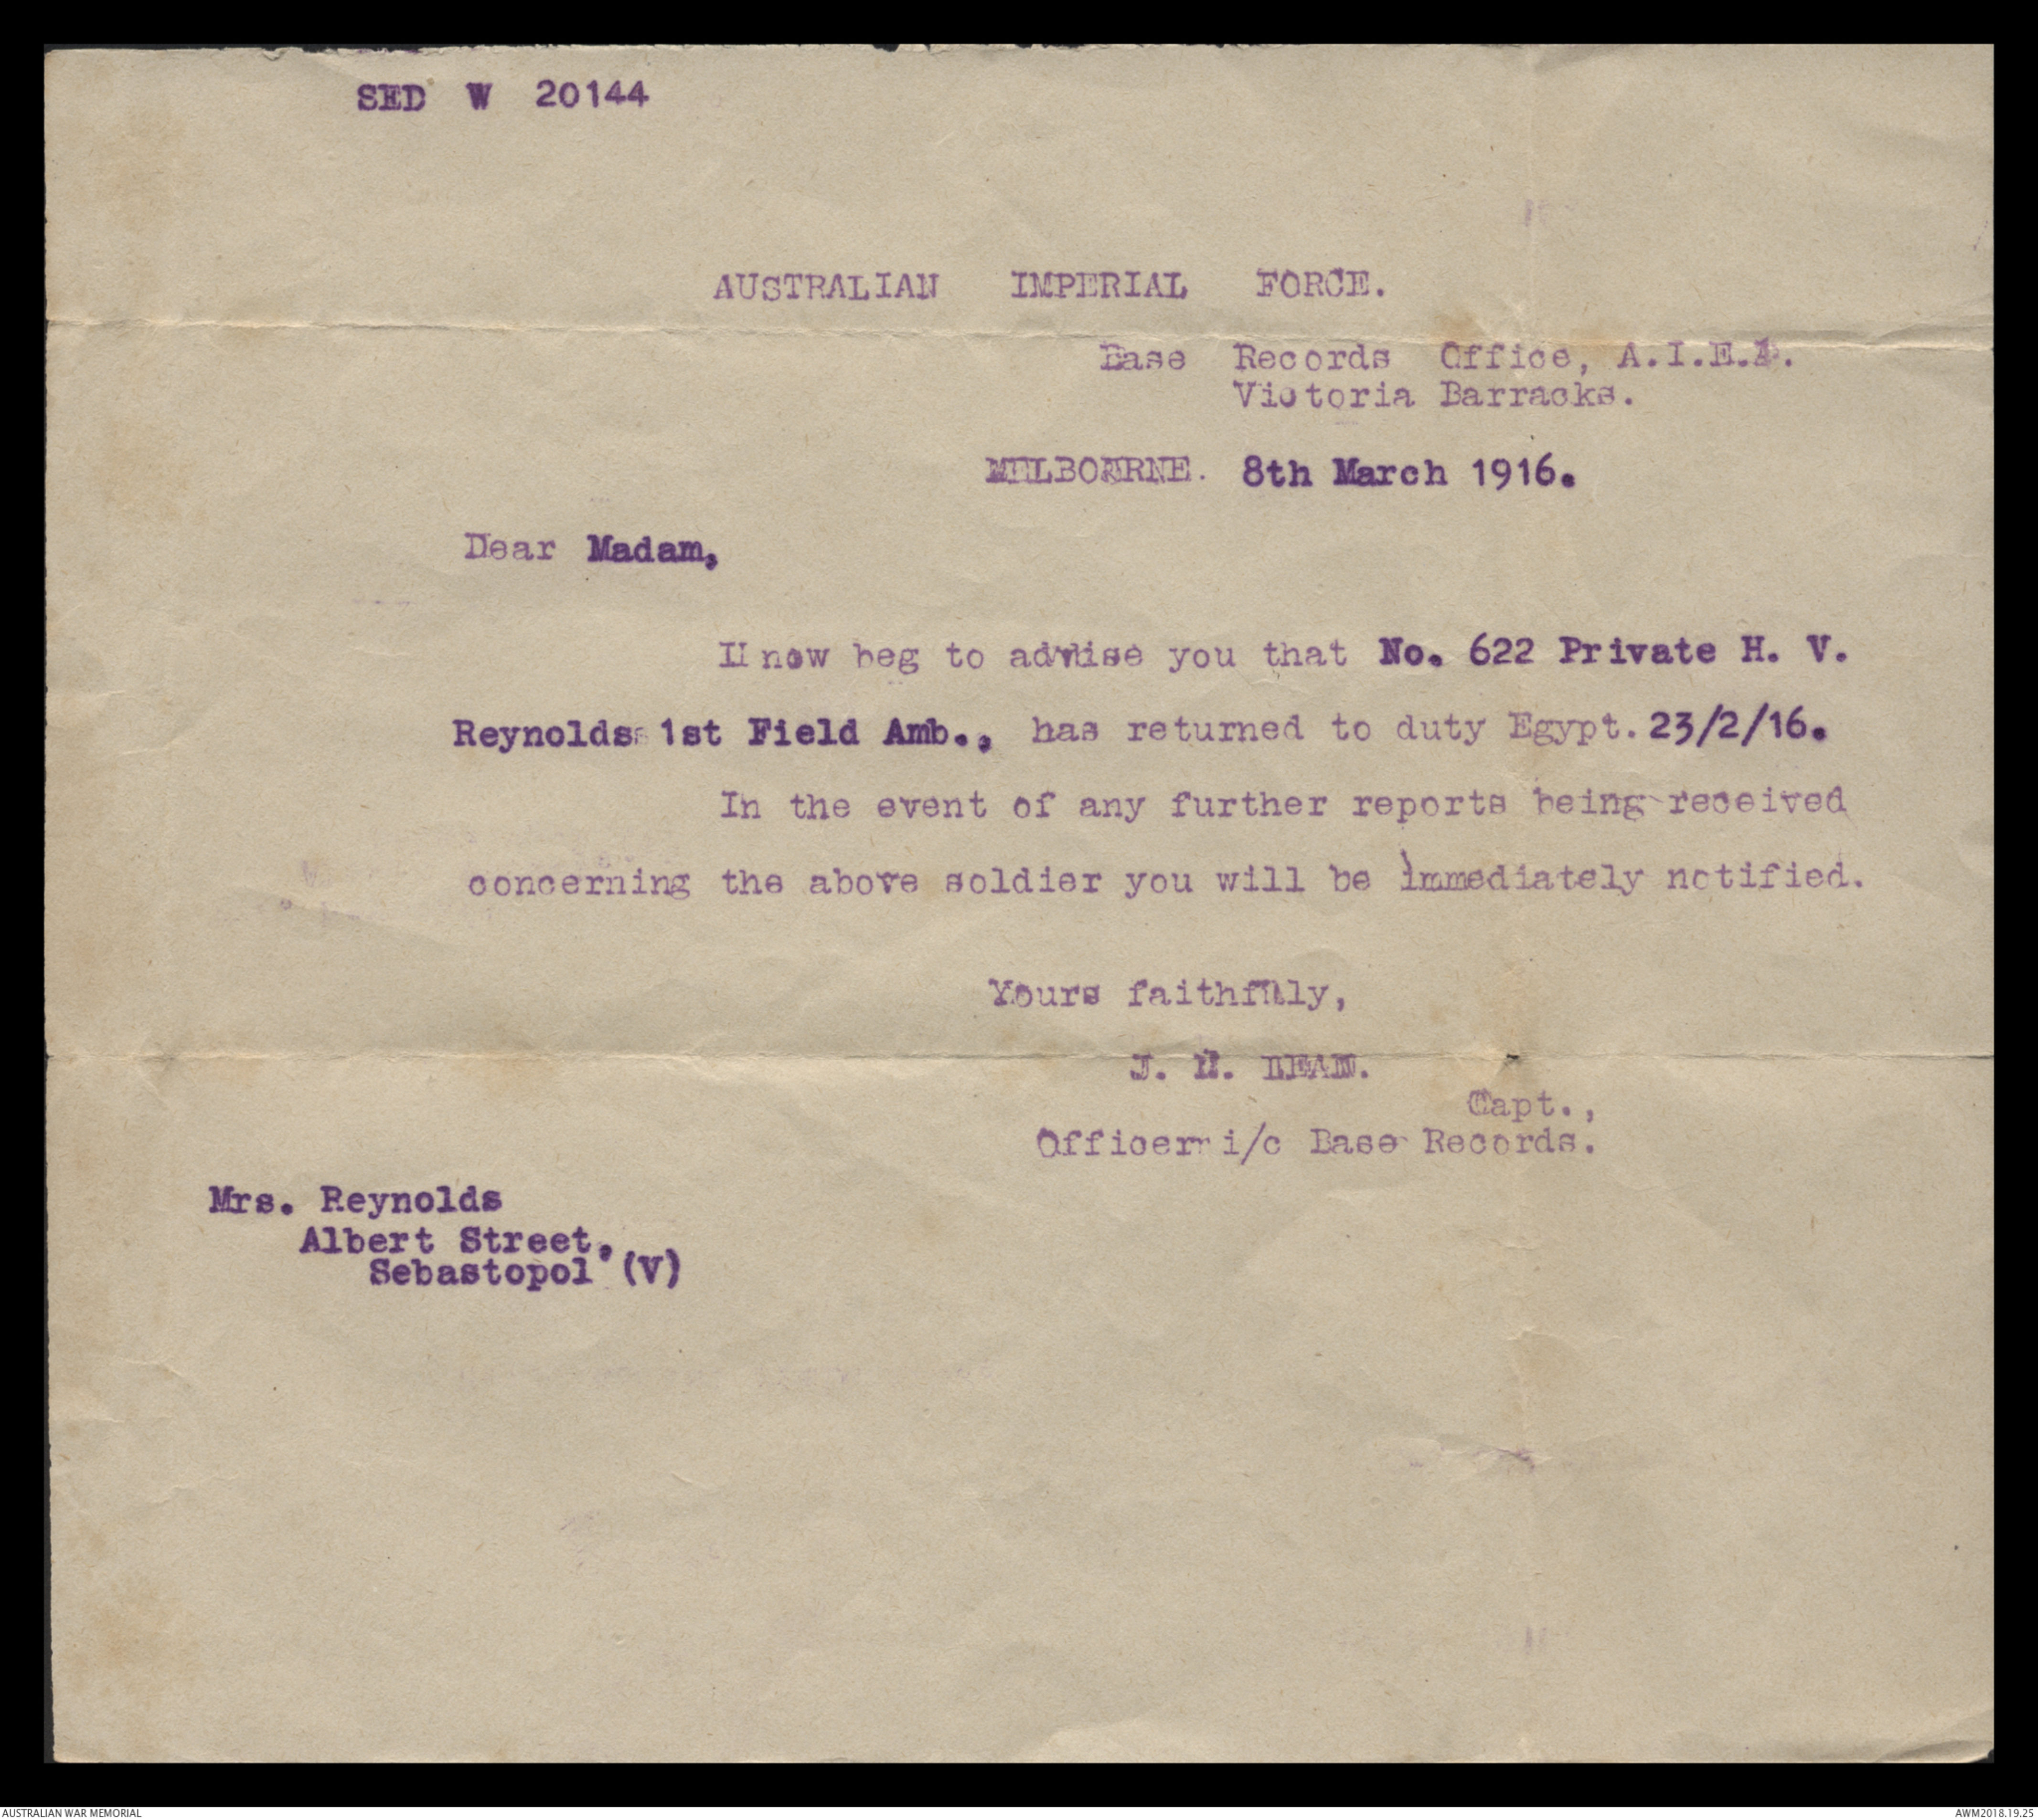 SED W 20144
AUSTRALIAN IMPERIAL FORCE.
Base Records Office, A.I.E.F.
Victoria Barracks.
MELBOURNE. 8th March 1916.
Dear Madam,
I now beg to advise you that No. 622 Private H. V.
Reynolds 1st Field Amb., has returned to duty Egypt. 23/2/16.
In the event of any further reports being received
concerning the above soldier you will be immediately notified.
Yours faithfully,
J. M. LEAN.
Capt.,
Officer i/c Base Records.
Mrs. Reynolds
Albert Street,
Sebastopol (V)
AUSTRALIAN WAR MEMORIAL
AWM2018.19.25